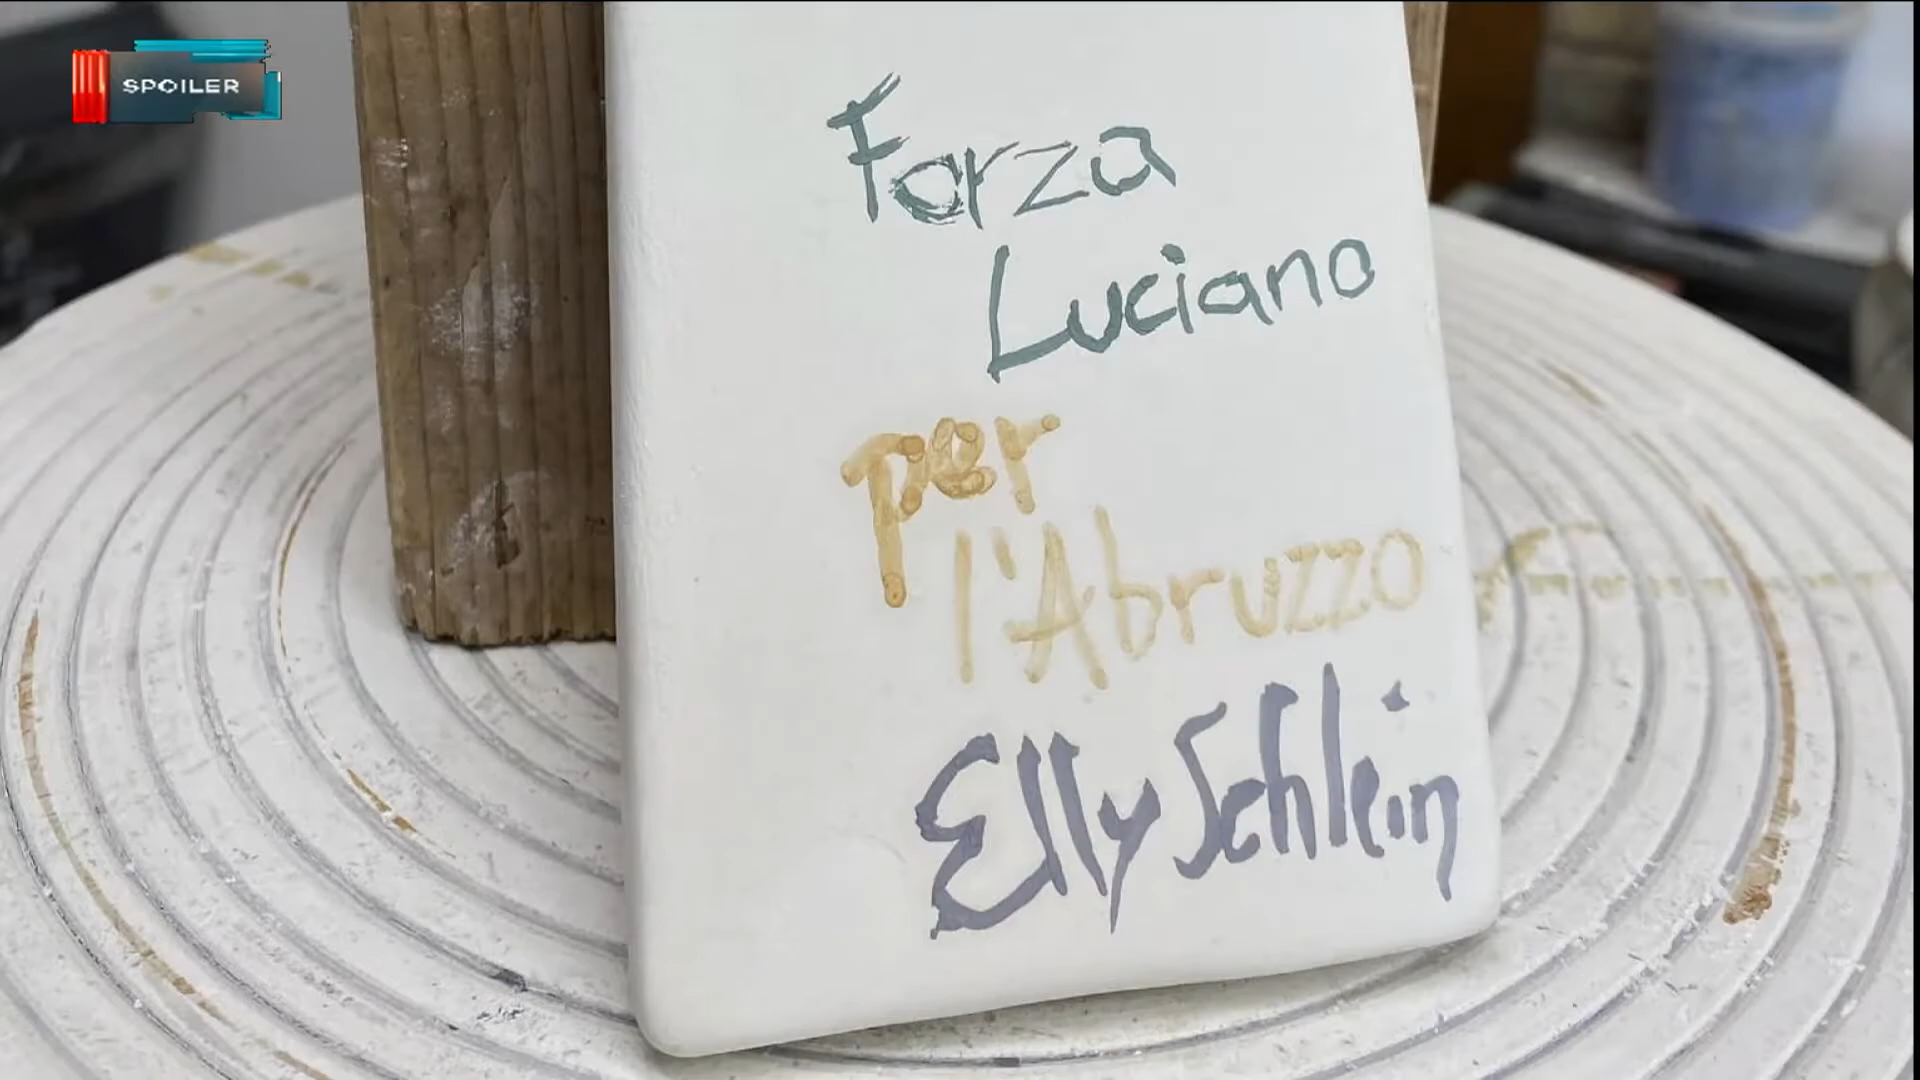 SPOILER
Forza
Luciano
per
l'Abruzzo
Elly Schlein